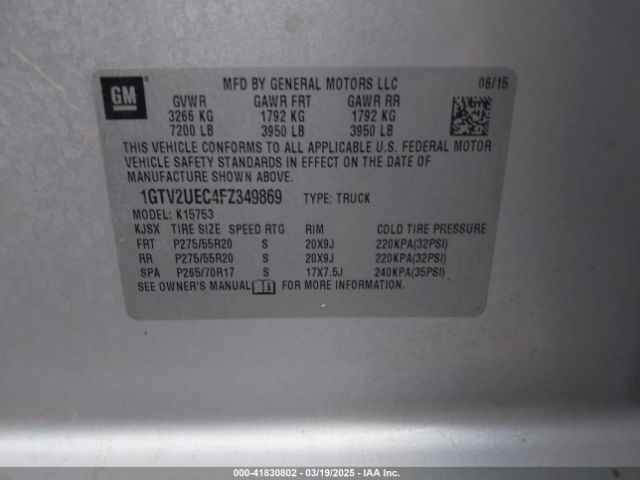 GM
MFD BY GENERAL MOTORS LLC 06/15
GVWR GAWR FRT GAWR RR
3266 KG 1792 KG 1792 KG
7200 LB 3950 LB 3950 LB
THIS VEHICLE CONFORMS TO ALL APPLICABLE U.S. FEDERAL MOTOR
VEHICLE SAFETY STANDARDS IN EFFECT ON THE DATE OF
MANUFACTURE SHOWN ABOVE.
1GTV2UEC4FZ349869 TYPE: TRUCK
MODEL: K15753
KJSX TIRE SIZE SPEED RTG RIM COLD TIRE PRESSURE
FRT P275/55R20 S 20X9J 220KPA(32PSI)
RR P275/55R20 S 20X9J 220KPA(32PSI)
SPA P265/70R17 S 17X7.5J 240KPA(35PSI)
SEE OWNER'S MANUAL FOR MORE INFORMATION.
000-41830802 — 03/19/2025 — IAA Inc.